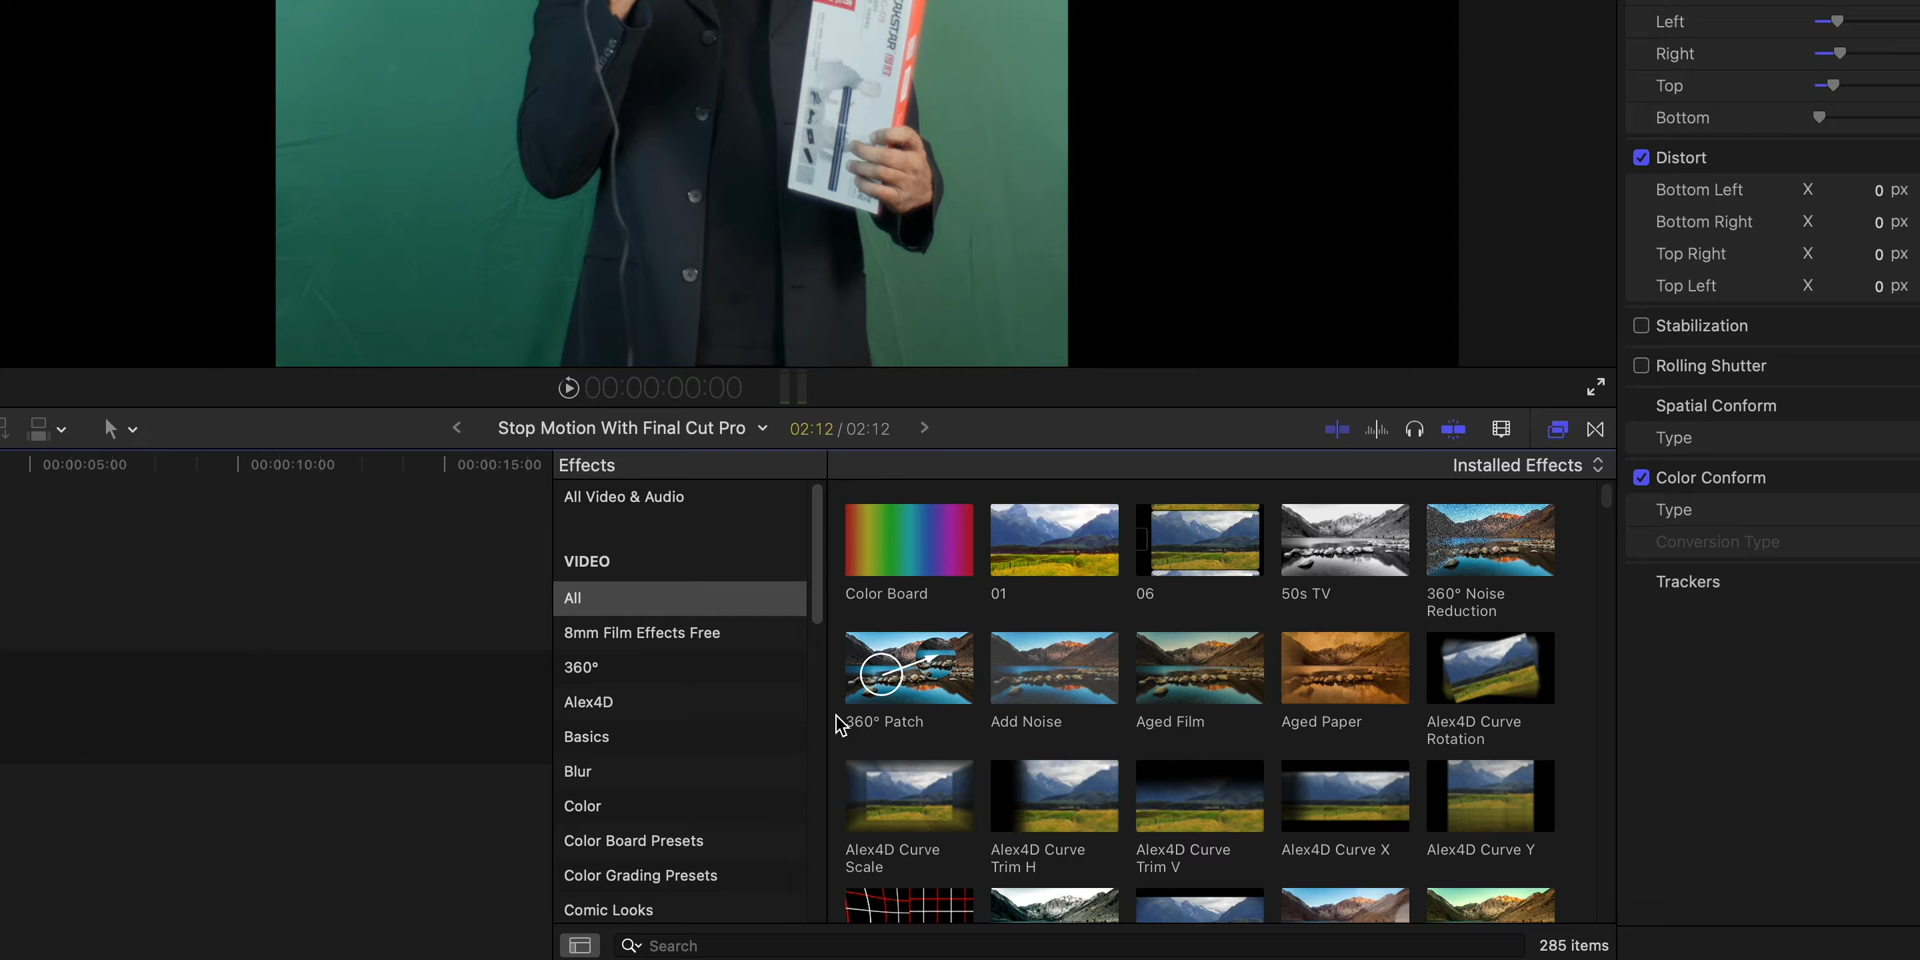 Left
Right
Top
Bottom
Distort
Bottom Left X 0 px
Bottom Right X 0 px
Top Right X 0 px
Top Left X 0 px
Stabilization
Rolling Shutter
Spatial Conform
Type
Color Conform
Type
Conversion Type
Trackers
00:00:00:00
Stop Motion With Final Cut Pro 02:12 / 02:12
00:00:05:00 00:00:10:00 00:00:15:00
Effects
Installed Effects
All Video & Audio
VIDEO
All
8mm Film Effects Free
360°
Alex4D
Basics
Blur
Color
Color Board Presets
Color Grading Presets
Comic Looks
Color Board
01
06
50s TV
360° Noise
Reduction
360° Patch
Add Noise
Aged Film
Aged Paper
Alex4D Curve
Rotation
Alex4D Curve
Scale
Alex4D Curve
Trim H
Alex4D Curve
Trim V
Alex4D Curve X
Alex4D Curve Y
Search
285 items